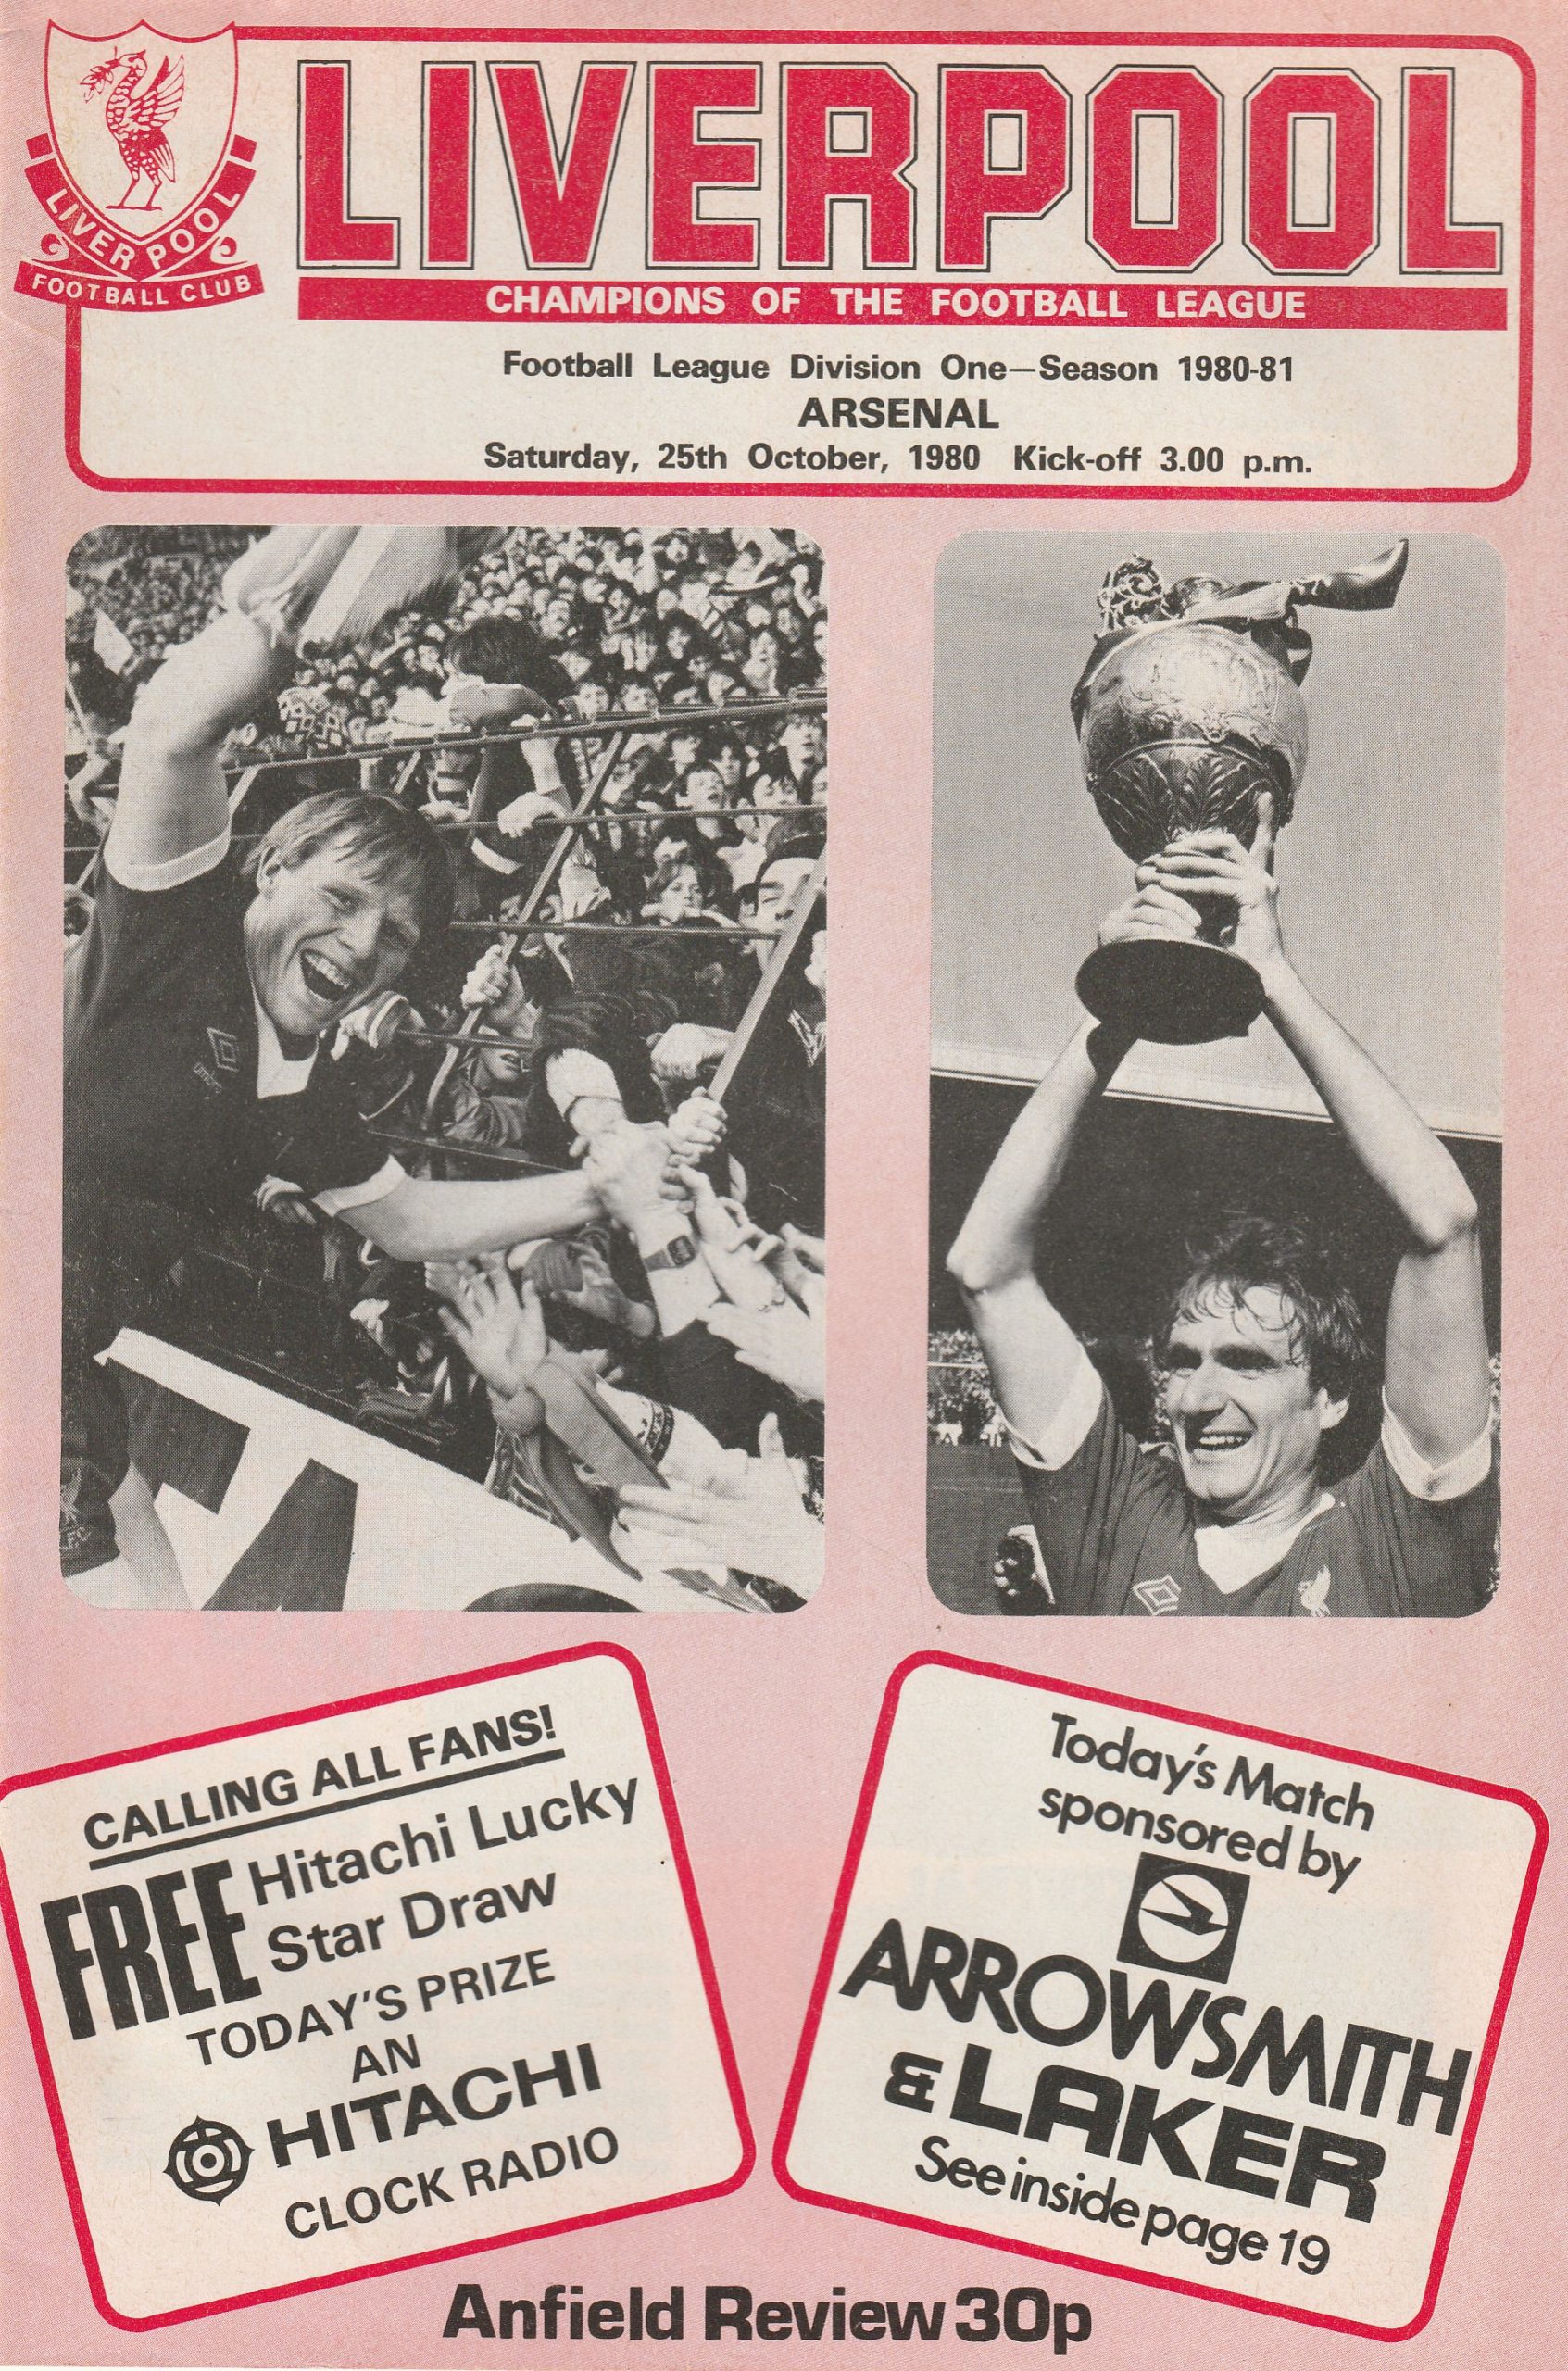 LIVERPOOL
FOOTBALL CLUB
LIVERPOOL
CHAMPIONS OF THE FOOTBALL LEAGUE
Football League Division One—Season 1980-81
ARSENAL
Saturday, 25th October, 1980 Kick-off 3.00 p.m.
umbro
L.F.C.
CALLING ALL FANS!
FREE Hitachi Lucky
Star Draw
TODAY'S PRIZE
AN
HITACHI
CLOCK RADIO
Today's Match
sponsored by
ARROWSMITH
& LAKER
See inside page 19
Anfield Review 30p